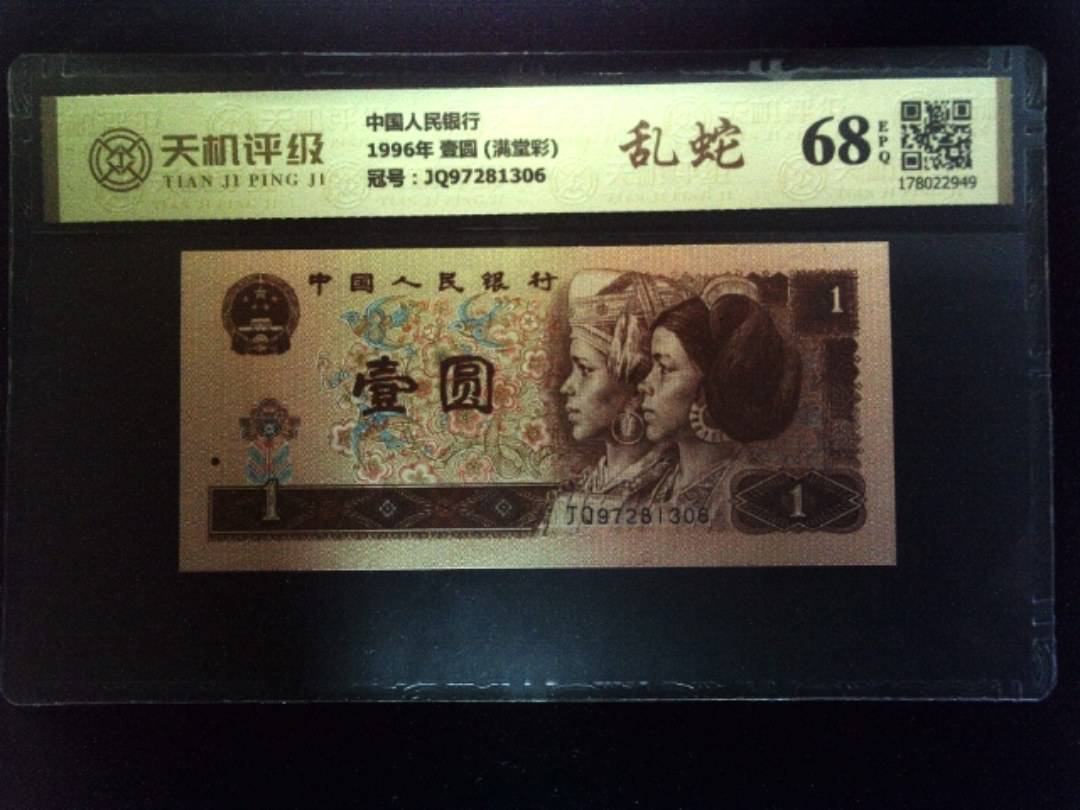 天机评级
TIAN JI PING JI
中国人民银行
1996年 壹圆 (满堂彩)
冠号：JQ97281306
乱蛇
68
EPQ
178022949
中国人民银行
1
壹圆
1
JQ97281306
1